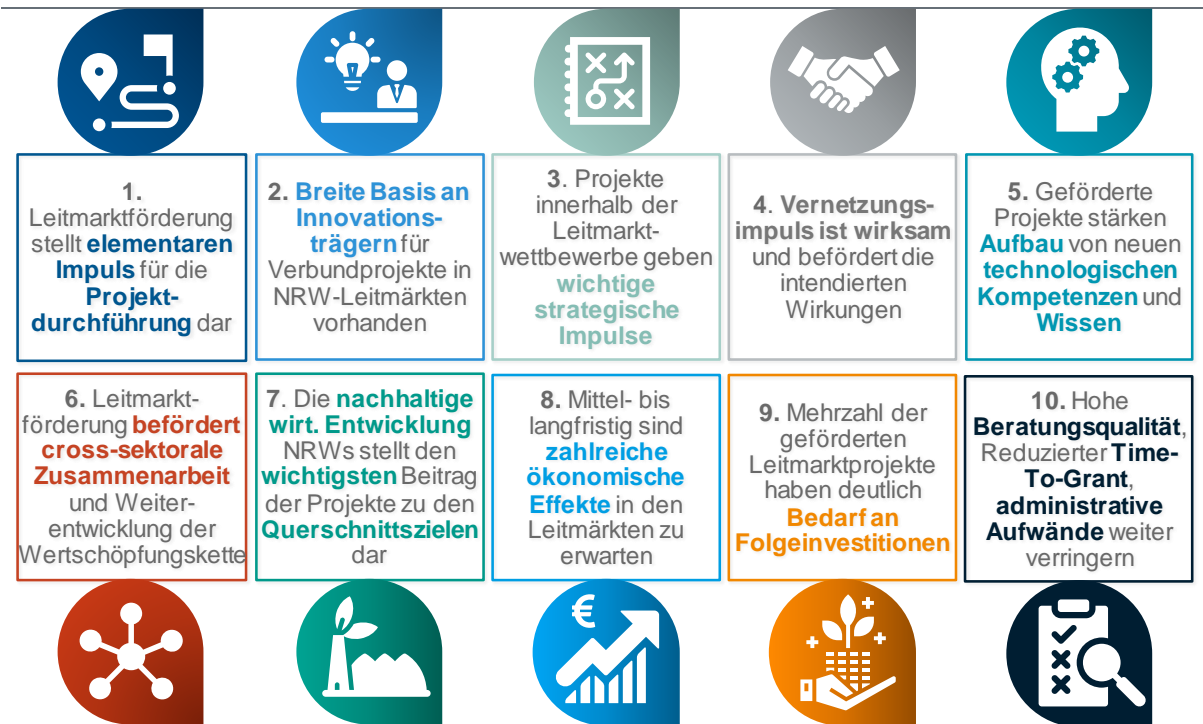 1.
Leitmarktförderung
stellt elementaren
Impuls für die
Projekt-
durchführung dar
2. Breite Basis an
Innovations-
trägern für
Verbundprojekte in
NRW-Leitmärkten
vorhanden
3. Projekte
innerhalb der
Leitmarkt-
wettbewerbe geben
wichtige
strategische
Impulse
4. Vernetzungs-
impuls ist wirksam
und befördert die
intendierten
Wirkungen
5. Geförderte
Projekte stärken
Aufbau von neuen
technologischen
Kompetenzen und
Wissen
6. Leitmarkt-
förderung befördert
cross-sektorale
Zusammenarbeit
und Weiter-
entwicklung der
Wertschöpfungskette
7. Die nachhaltige
wirt. Entwicklung
NRWs stellt den
wichtigsten Beitrag
der Projekte zu den
Querschnittszielen
dar
8. Mittel- bis
langfristig sind
zahlreiche
ökonomische
Effekte in den
Leitmärkten zu
erwarten
9. Mehrzahl der
geförderten
Leitmarktprojekte
haben deutlich
Bedarf an
Folgeinvestitionen
10. Hohe
Beratungsqualität,
Reduzierter Time-
To-Grant,
administrative
Aufwände weiter
verringern
€